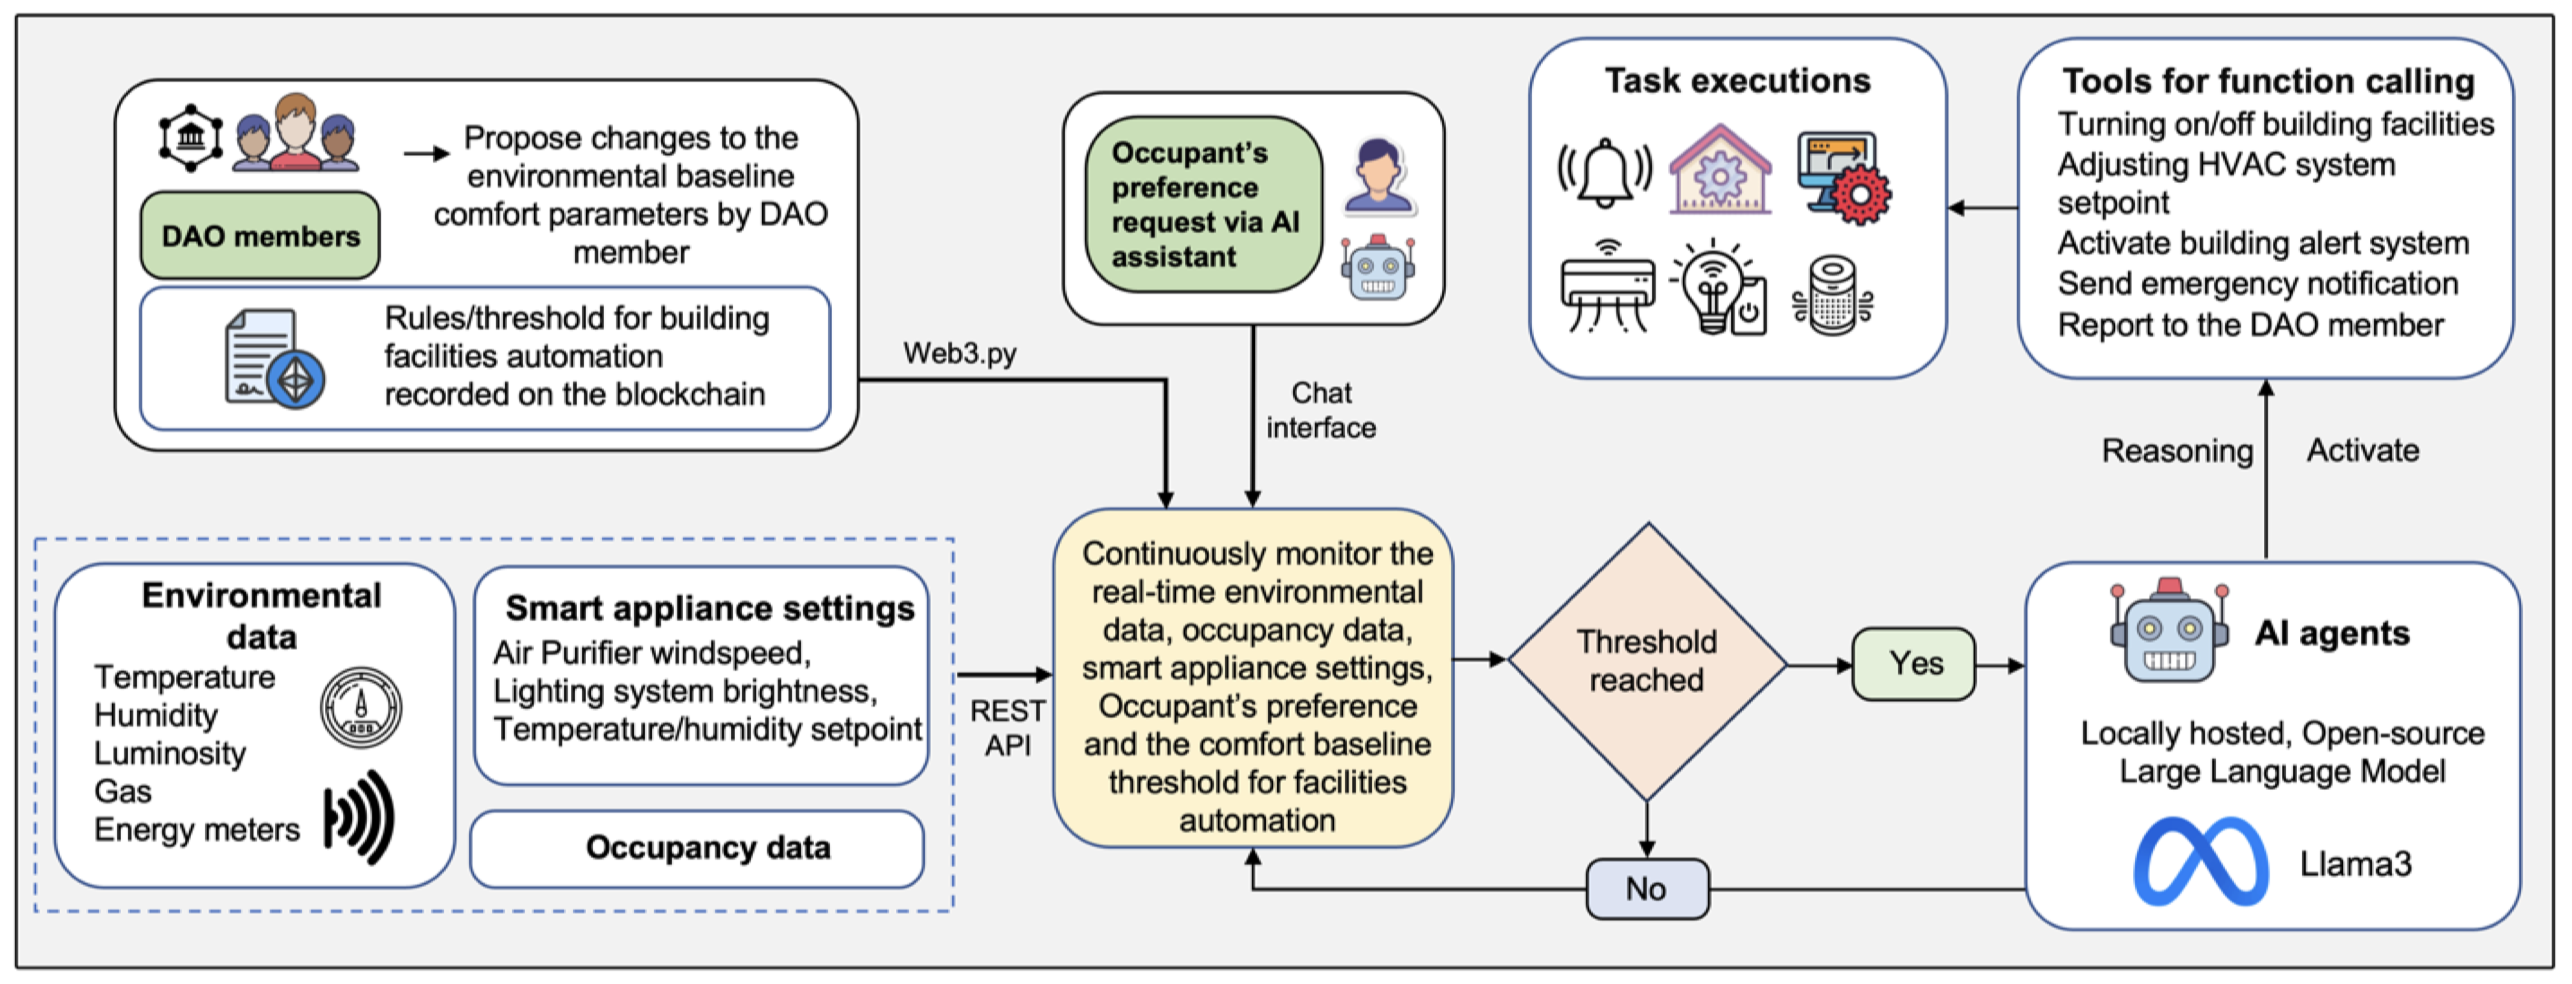 Propose changes to the
environmental baseline
comfort parameters by DAO
member
DAO members
Rules/threshold for building
facilities automation
recorded on the blockchain
Web3.py
Occupant's
preference
request via AI
assistant
Chat
interface
Task executions
Tools for function calling
Turning on/off building facilities
Adjusting HVAC system
setpoint
Activate building alert system
Send emergency notification
Report to the DAO member
Reasoning
Activate
Environmental
data
Temperature
Humidity
Luminosity
Gas
Energy meters
Smart appliance settings
Air Purifier windspeed,
Lighting system brightness,
Temperature/humidity setpoint
Occupancy data
REST
API
Continuously monitor the
real-time environmental
data, occupancy data,
smart appliance settings,
Occupant's preference
and the comfort baseline
threshold for facilities
automation
Threshold
reached
Yes
No
AI agents
Locally hosted, Open-source
Large Language Model
Llama3